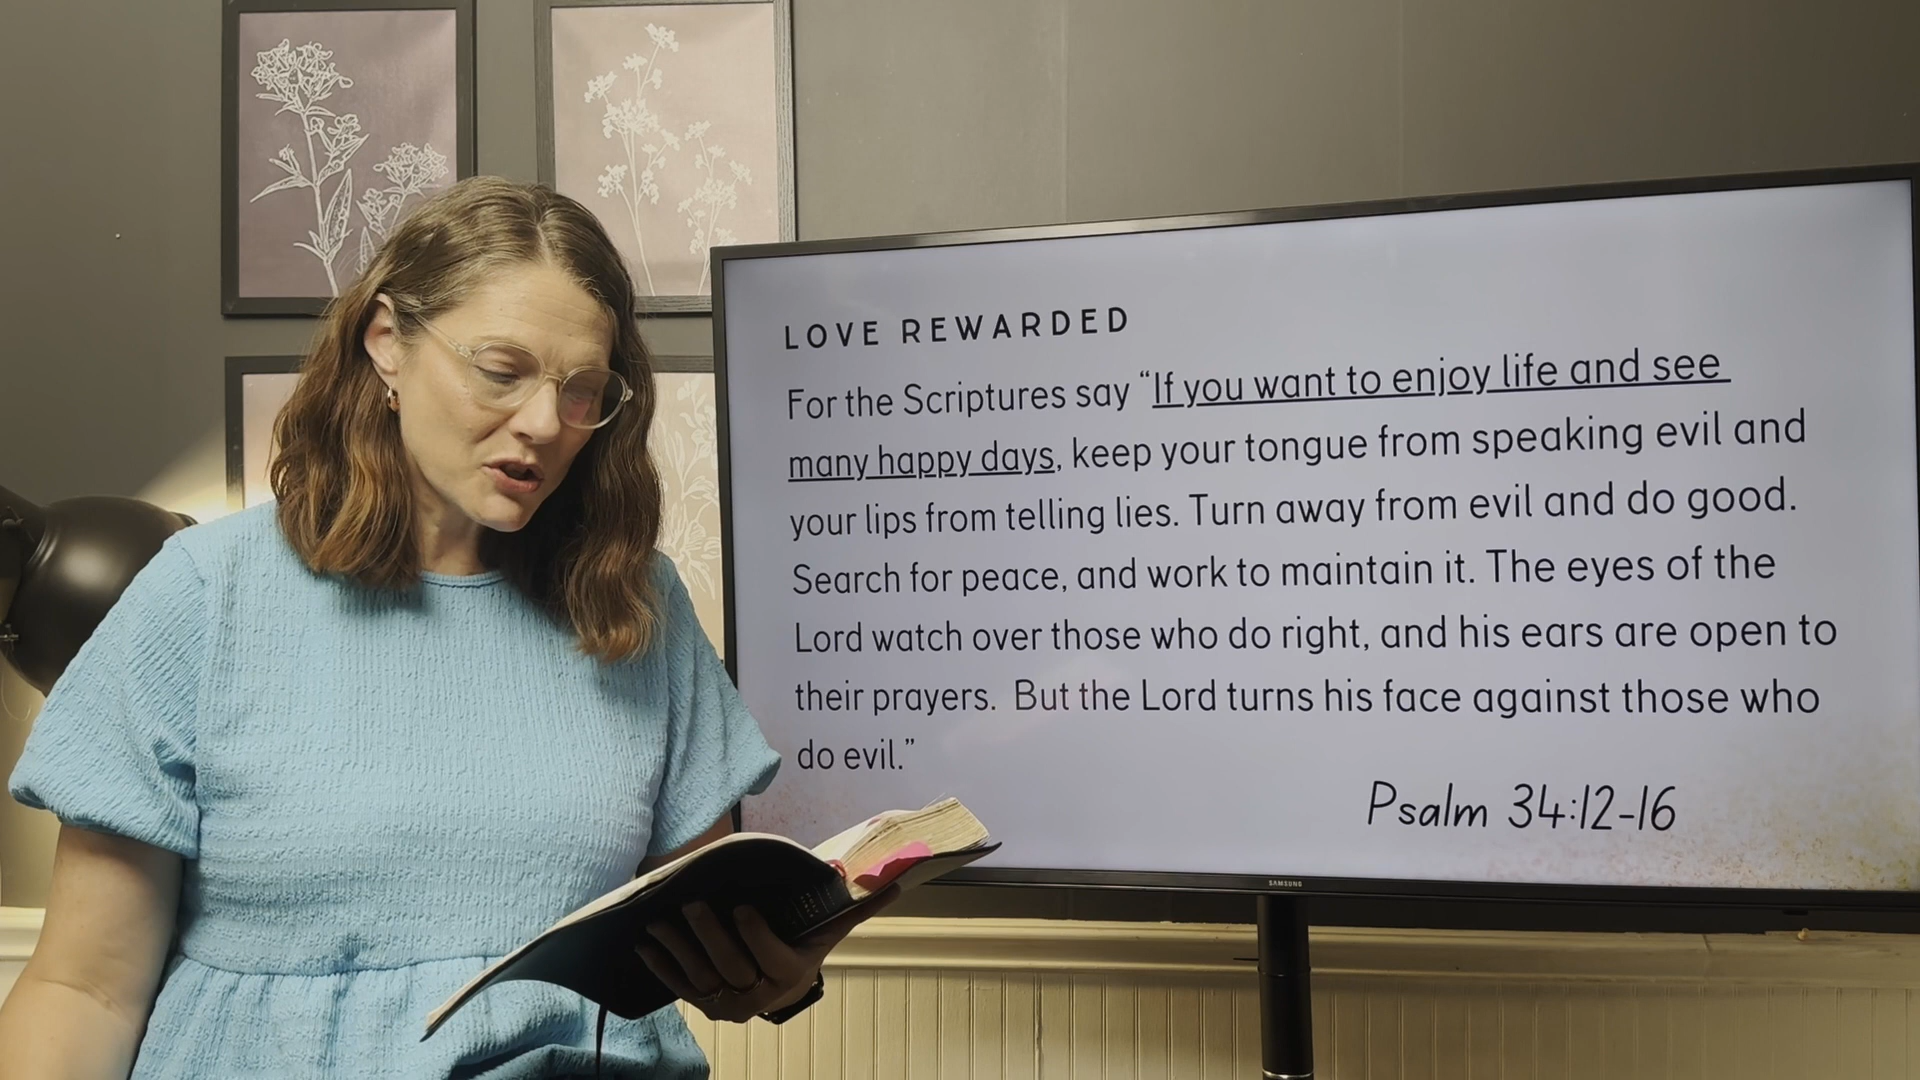 LOVE REWARDED
For the Scriptures say “If you want to enjoy life and see
many happy days, keep your tongue from speaking evil and
your lips from telling lies. Turn away from evil and do good.
Search for peace, and work to maintain it. The eyes of the
Lord watch over those who do right, and his ears are open to
their prayers. But the Lord turns his face against those who
do evil.”
Psalm 34:12-16
SAMSUNG